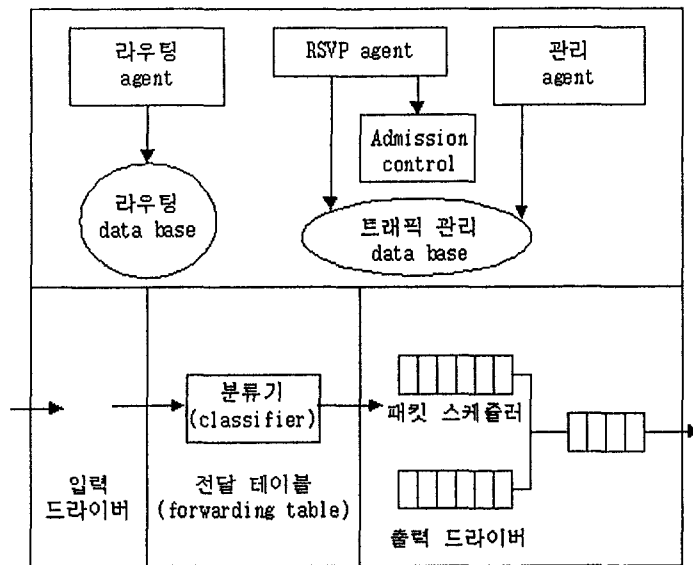 라우팅
agent
RSVP agent
관리
agent
Admission
control
라우팅
data base
트래픽 관리
data base
분류기
(classifier)
패킷 스케쥴러
입력
드라이버
전달 테이블
(forwarding table)
출력 드라이버